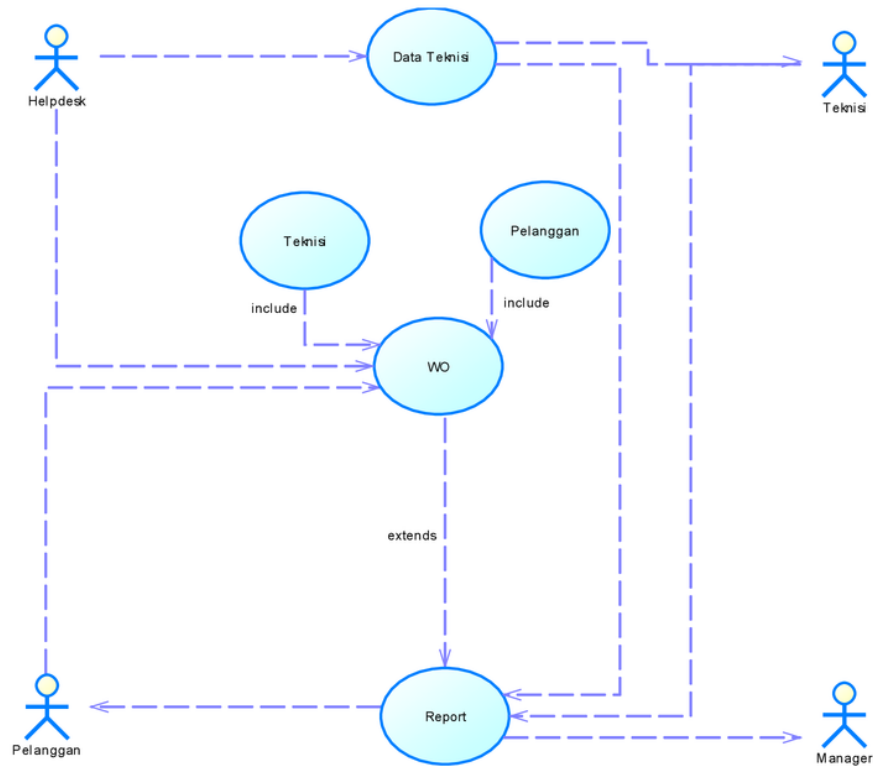 Data Teknisi
Helpdesk
Teknisi
Teknisi
Pelanggan
include
include
WO
extends
Report
Pelanggan
Manager